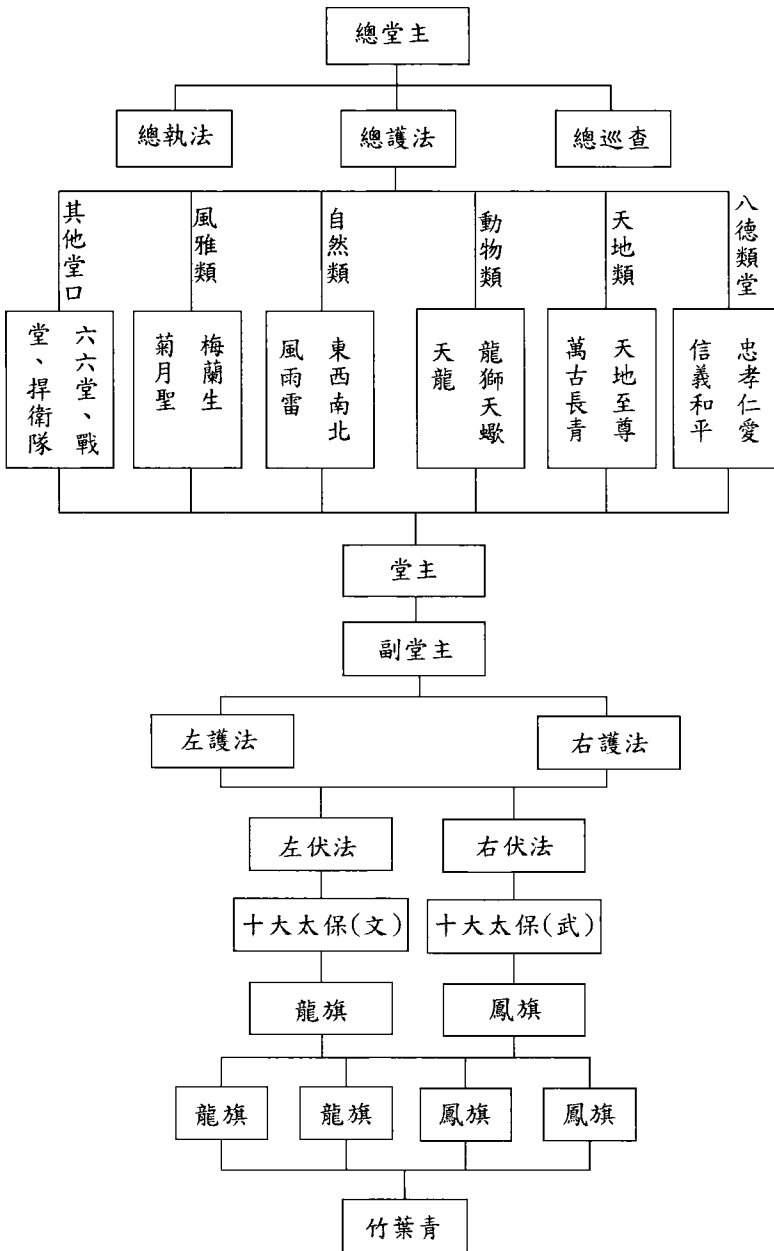 總堂主
總執法
總護法
總巡查
八德類堂
天地類
動物類
自然類
風雅類
其他堂口
忠孝仁愛
信義和平
天地至尊
萬古長青
龍獅天蠍
天龍
東西南北
風雨雷
梅蘭生
菊月聖
六六堂、戰
堂、捍衛隊
堂主
副堂主
左護法
右護法
左伏法
右伏法
十大太保(文)
十大太保(武)
龍旗
鳳旗
龍旗
龍旗
鳳旗
鳳旗
竹葉青